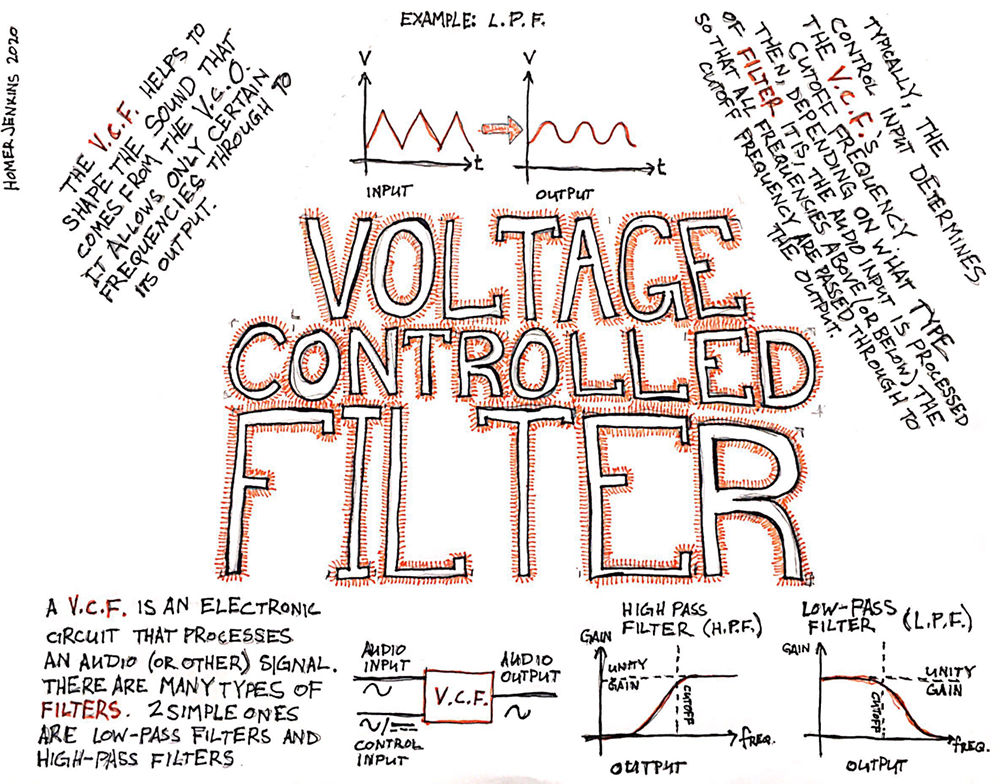 HOMER JENKINS 2020
THE V.C.F. HELPS TO
SHAPE THE SOUND THAT
COMES FROM THE V.C.O.
IT ALLOWS ONLY CERTAIN
FREQUENCIES THROUGH TO
ITS OUTPUT.
EXAMPLE: L.P.F.
V
t
INPUT
V
t
OUTPUT
TYPICALLY, THE
CONTROL INPUT DETERMINES
THE V.C.F.'S
CUTOFF FREQUENCY.
THEN, DEPENDING ON WHAT TYPE
OF FILTER IT IS, THE AUDIO INPUT IS PROCESSED
SO THAT ALL FREQUENCIES ABOVE (OR BELOW) THE
CUTOFF FREQUENCY ARE PASSED THROUGH TO
THE OUTPUT.
VOLTAGE
CONTROLLED
FILTER
A V.C.F. IS AN ELECTRONIC
CIRCUIT THAT PROCESSES
AN AUDIO (OR OTHER) SIGNAL.
THERE ARE MANY TYPES OF
FILTERS. 2 SIMPLE ONES
ARE LOW-PASS FILTERS AND
HIGH-PASS FILTERS.
AUDIO
INPUT
V.C.F.
AUDIO
OUTPUT
CONTROL
INPUT
HIGH PASS
FILTER (H.P.F.)
GAIN
UNITY
GAIN
CUTOFF
FREQ.
OUTPUT
LOW-PASS
FILTER (L.P.F.)
GAIN
UNITY
GAIN
CUTOFF
FREQ.
OUTPUT